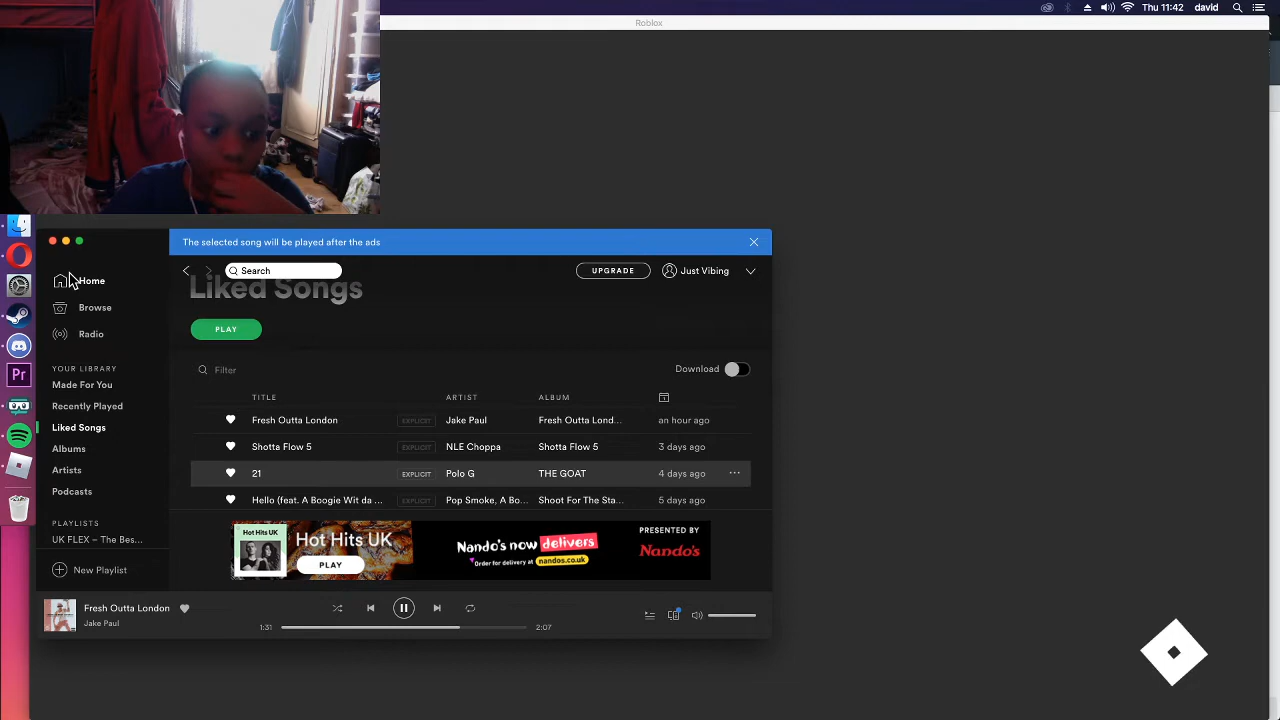 Thu 11:42 david
Roblox
The selected song will be played after the ads
Search
UPGRADE
Just Vibing
Home
Browse
Radio
YOUR LIBRARY
Made For You
Recently Played
Liked Songs
Albums
Artists
Podcasts
PLAYLISTS
UK FLEX – The Bes...
New Playlist
Liked Songs
PLAY
Filter
Download
TITLE ARTIST ALBUM
Fresh Outta London EXPLICIT Jake Paul Fresh Outta Lond... an hour ago
Shotta Flow 5 EXPLICIT NLE Choppa Shotta Flow 5 3 days ago
21 EXPLICIT Polo G THE GOAT 4 days ago
Hello (feat. A Boogie Wit da ... EXPLICIT Pop Smoke, A Bo... Shoot For The Sta... 5 days ago
Hot Hits UK
Hot Hits UK
PLAY
Nando's now delivers
Order for delivery at nandos.co.uk
PRESENTED BY
Nando's
Fresh Outta London
Jake Paul
1:31
2:07
Pr